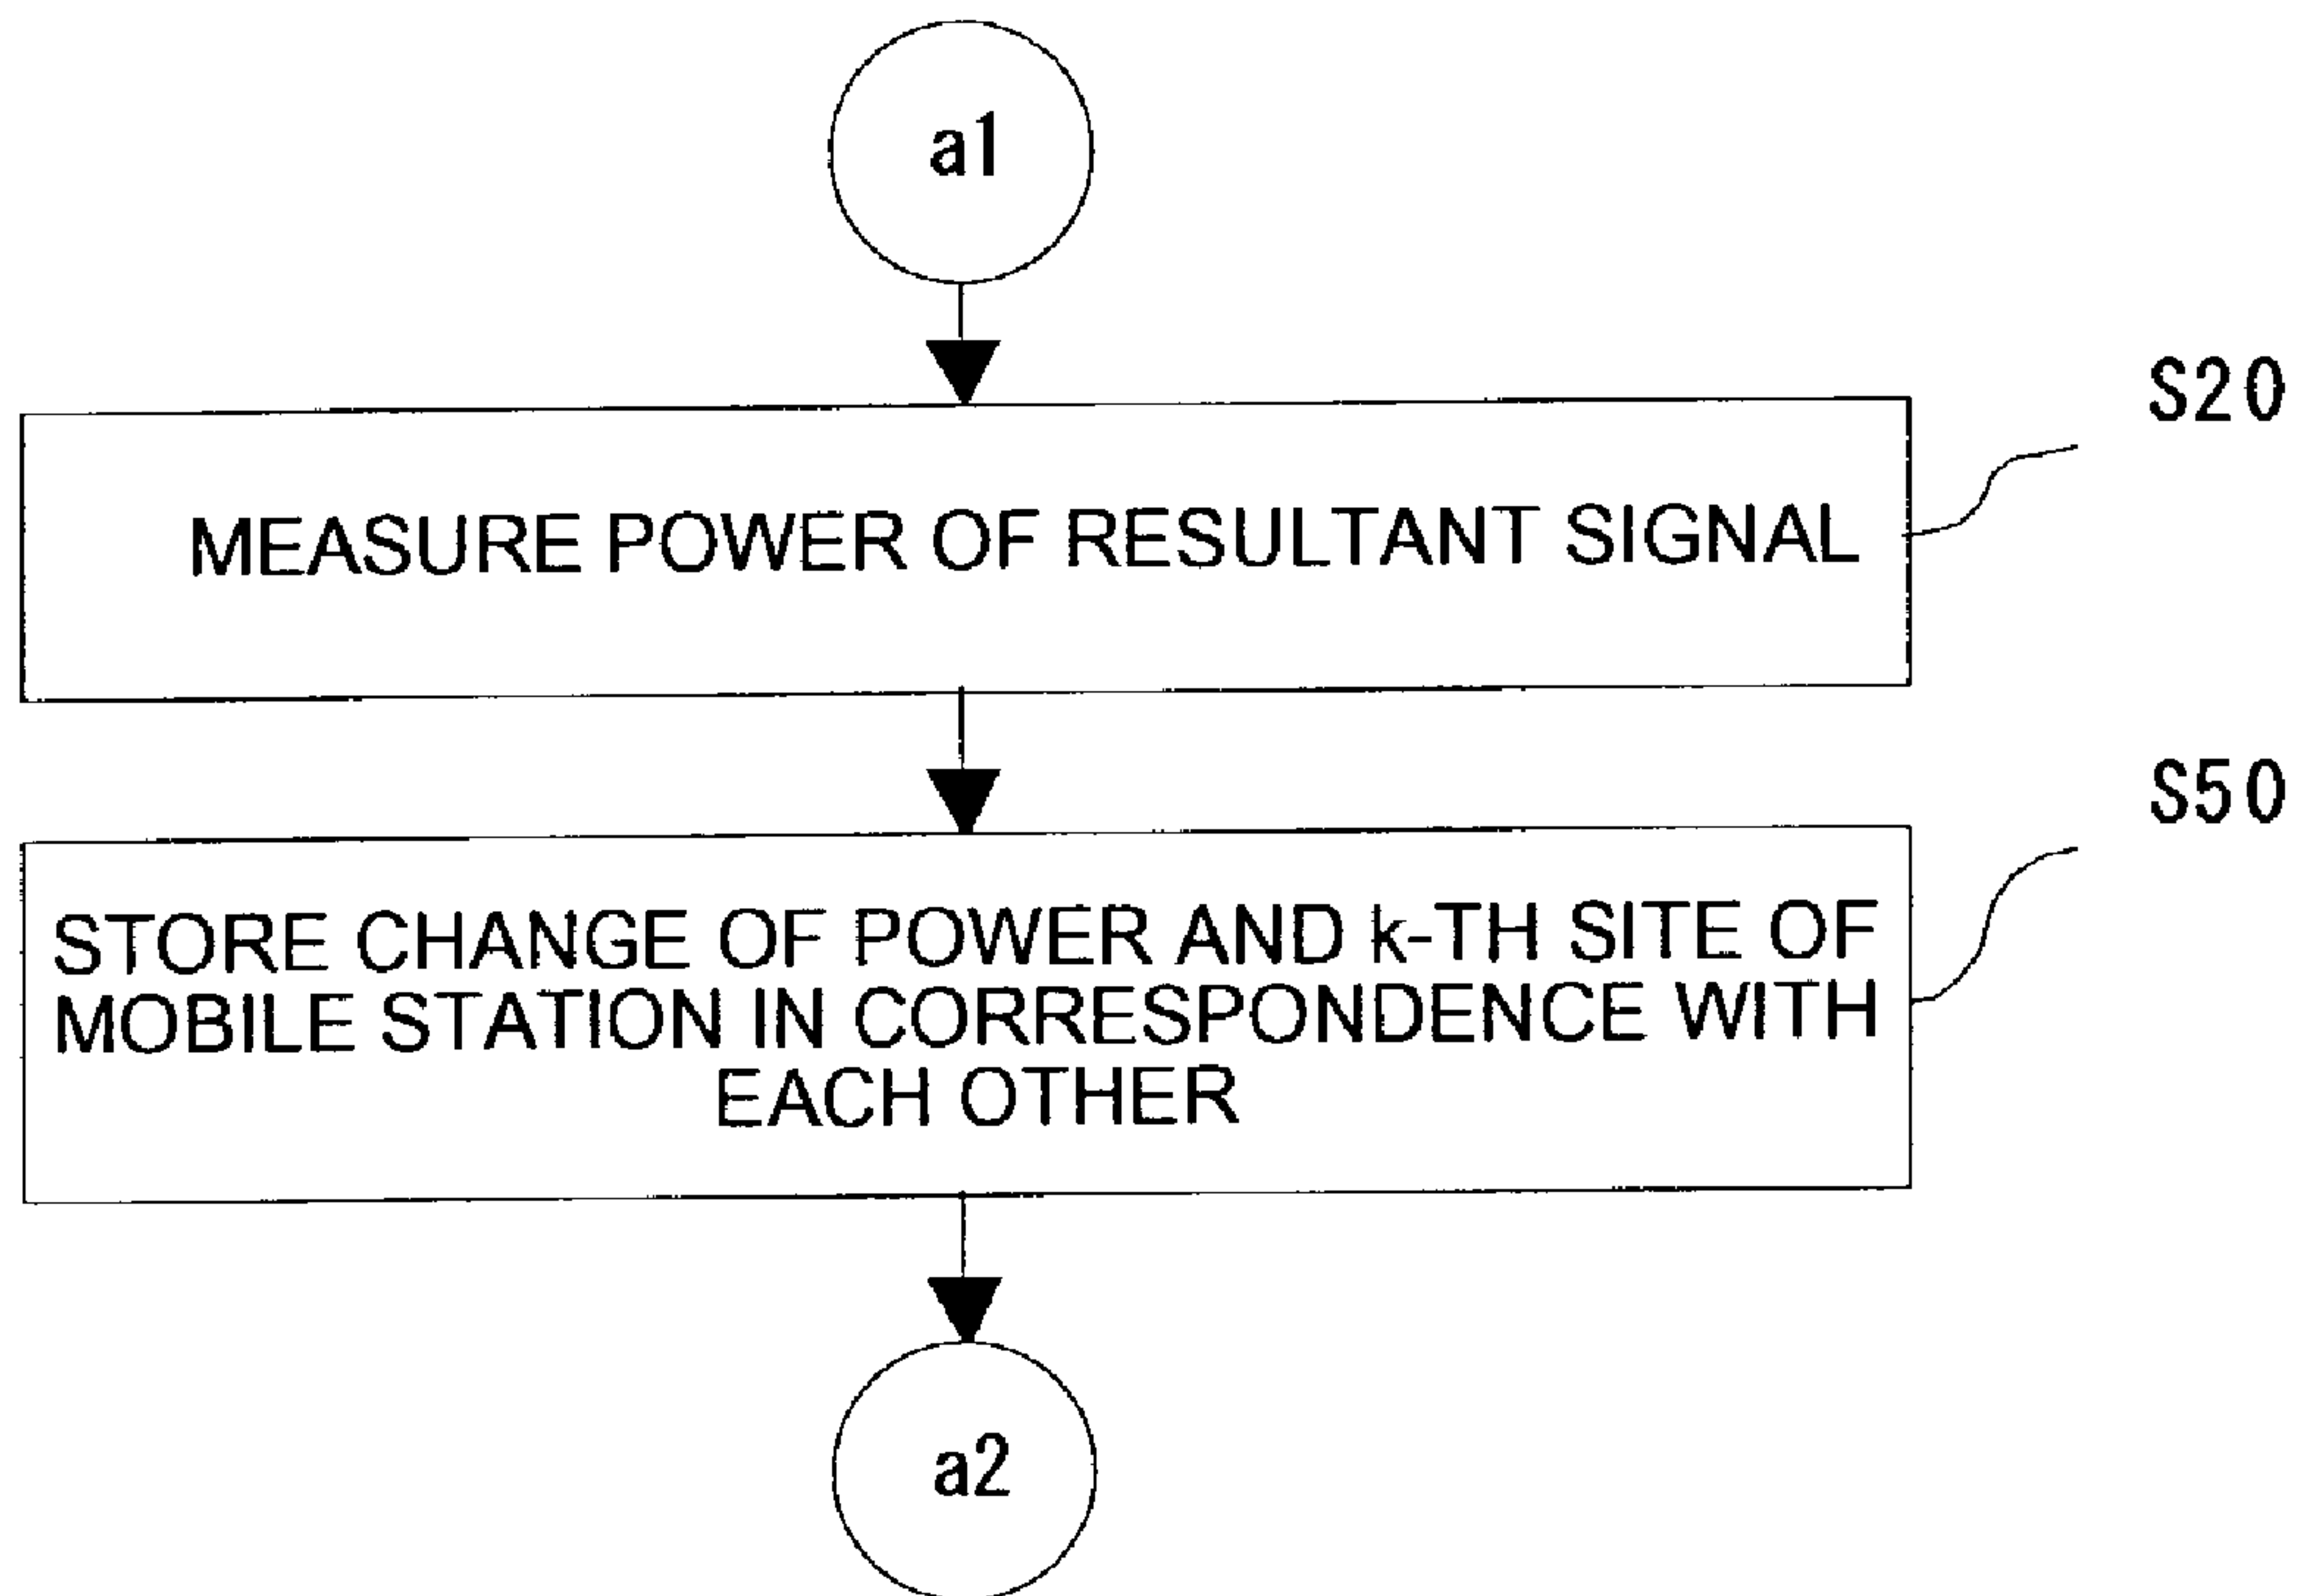 a1
S20
MEASURE POWER OF RESULTANT SIGNAL
S50
STORE CHANGE OF POWER AND k-TH SITE OF
MOBILE STATION IN CORRESPONDENCE WITH
EACH OTHER
a2